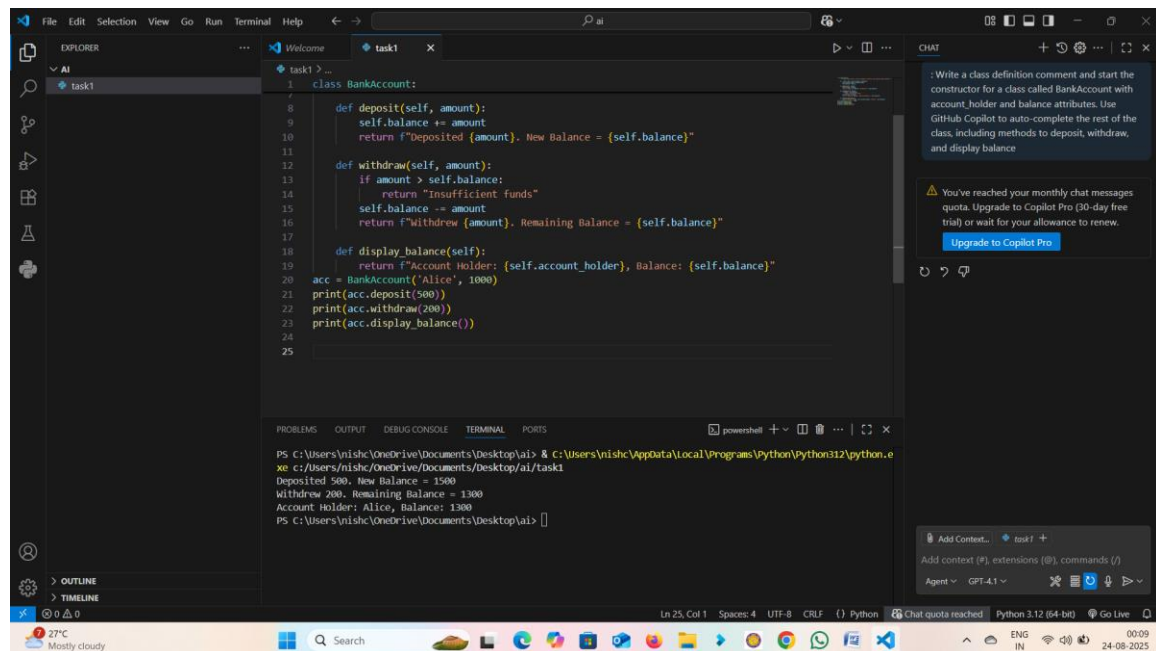 File Edit Selection View Go Run Terminal Help
ai
EXPLORER
AI
task1
OUTLINE
TIMELINE
Welcome
task1
task1 > ...
1 class BankAccount:
8 def deposit(self, amount):
9 self.balance += amount
10 return f"Deposited {amount}. New Balance = {self.balance}"
11
12 def withdraw(self, amount):
13 if amount > self.balance:
14 return "Insufficient funds"
15 self.balance -= amount
16 return f"Withdrew {amount}. Remaining Balance = {self.balance}"
17
18 def display_balance(self):
19 return f"Account Holder: {self.account_holder}, Balance: {self.balance}"
20 acc = BankAccount('Alice', 1000)
21 print(acc.deposit(500))
22 print(acc.withdraw(200))
23 print(acc.display_balance())
24
25
PROBLEMS OUTPUT DEBUG CONSOLE TERMINAL PORTS
powershell
PS C:\Users\nishc\OneDrive\Documents\Desktop\ai> & C:\Users\nishc\AppData\Local\Programs\Python\Python312\python.e
xe c:/Users/nishc/OneDrive/Documents/Desktop/ai/task1
Deposited 500. New Balance = 1500
Withdrew 200. Remaining Balance = 1300
Account Holder: Alice, Balance: 1300
PS C:\Users\nishc\OneDrive\Documents\Desktop\ai>
CHAT
: Write a class definition comment and start the
constructor for a class called BankAccount with
account_holder and balance attributes. Use
GitHub Copilot to auto-complete the rest of the
class, including methods to deposit, withdraw,
and display balance
You've reached your monthly chat messages
quota. Upgrade to Copilot Pro (30-day free
trial) or wait for your allowance to renew.
Upgrade to Copilot Pro
Add Context... task1 +
Add context (#), extensions (@), commands (/)
Agent GPT-4.1
0 0 Ln 25, Col 1 Spaces: 4 UTF-8 CRLF {} Python Chat quota reached Python 3.12 (64-bit) Go Live
7
27°C
Mostly cloudy
Search
ENG
IN
00:09
24-08-2025